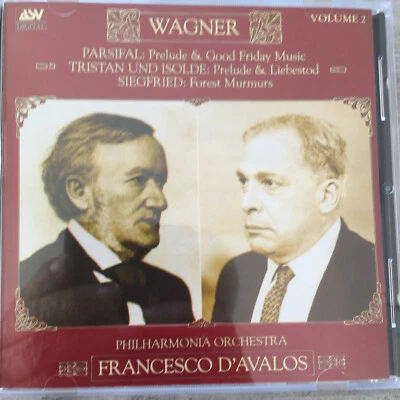 ASV
DIGITAL
WAGNER
VOLUME 2
PARSIFAL: Prelude & Good Friday Music
TRISTAN UND ISOLDE: Prelude & Liebestod
SIEGFRIED: Forest Murmurs
PHILHARMONIA ORCHESTRA
FRANCESCO D'AVALOS